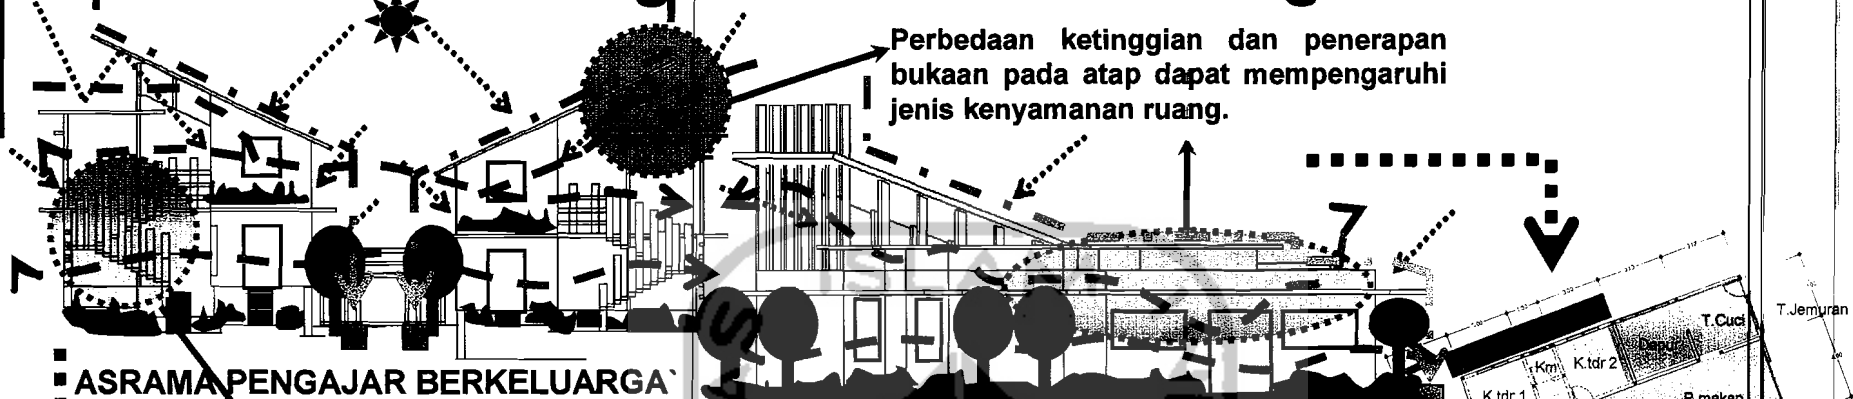 Perbedaan ketinggian dan penerapan
bukaan pada atap dapat mempengaruhi
jenis kenyamanan ruang.
ISLAM
ASRAMA PENGAJAR BERKELUARGA
T.Cuci
T.Jemuran
Dapur
Km
K.tdr 2
K.tdr 1
R.makan